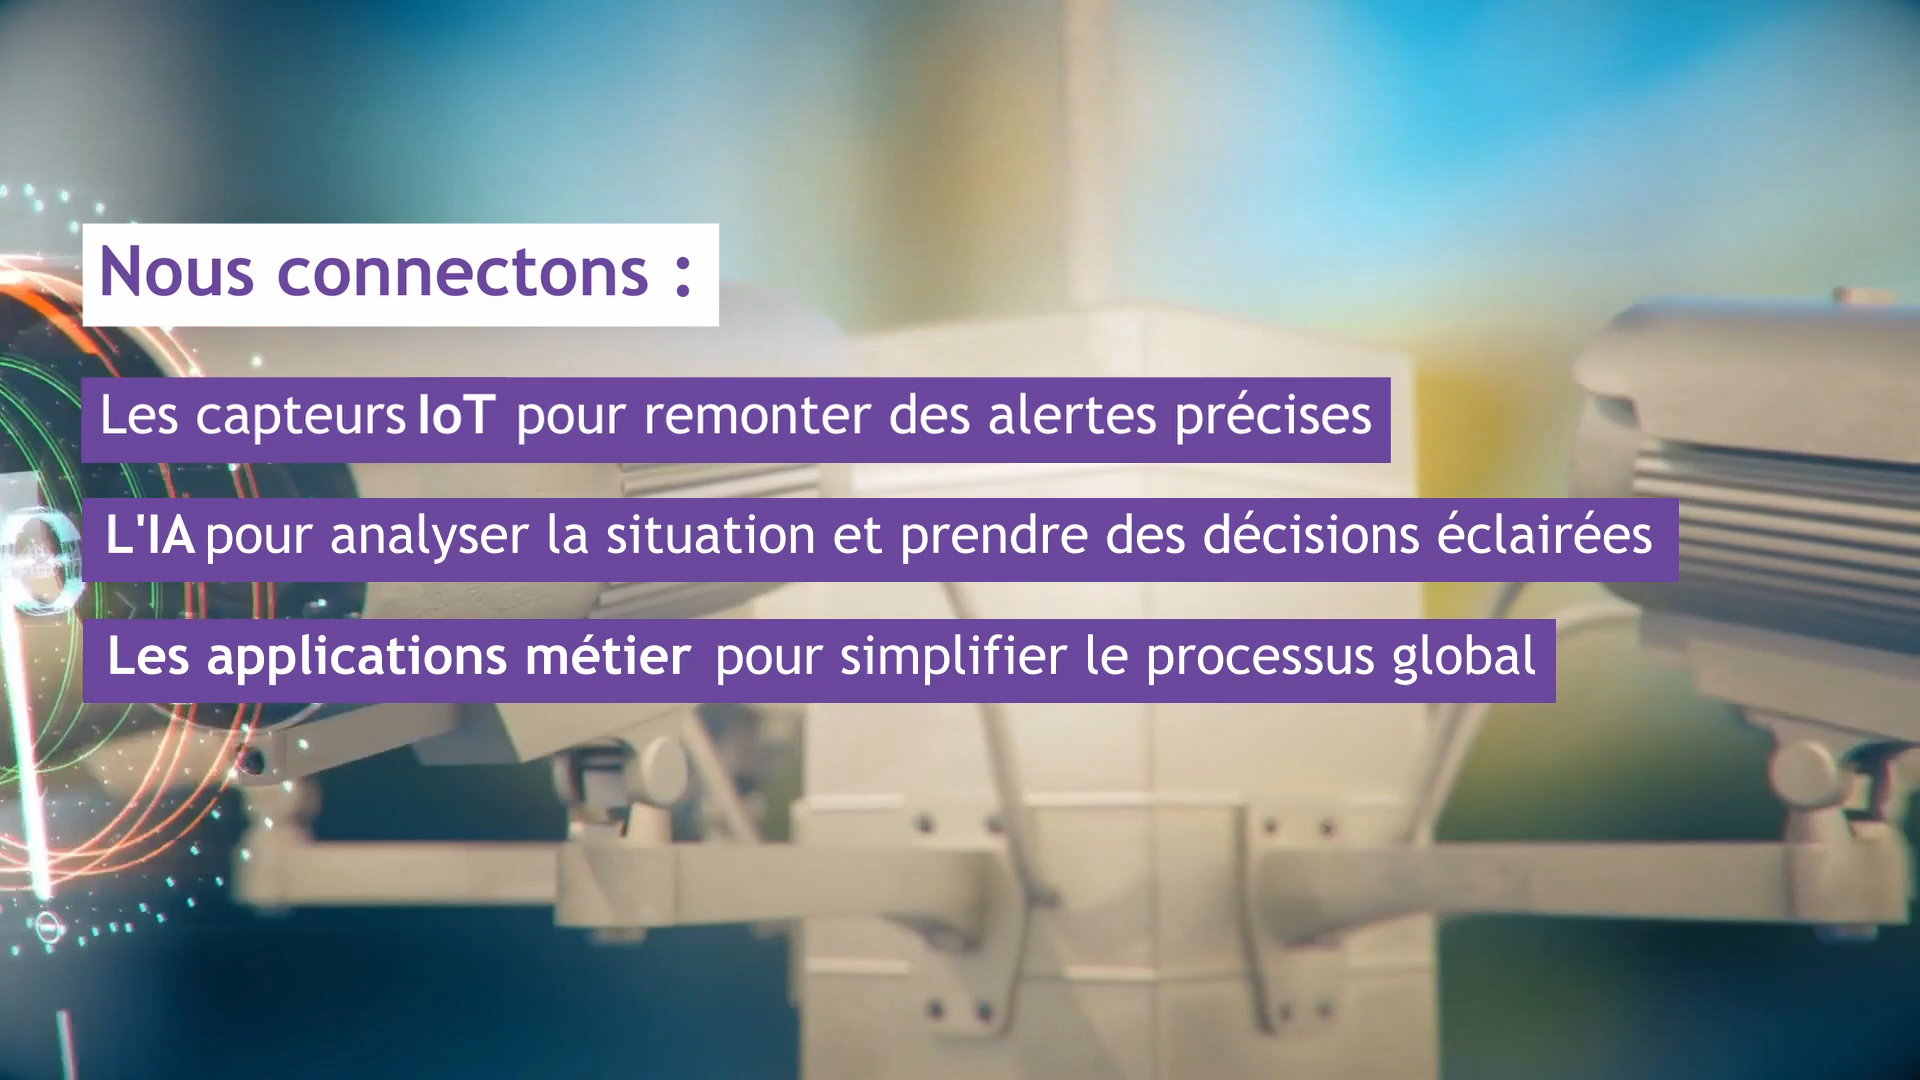 Nous connectons :
Les capteurs IoT pour remonter des alertes précises
L'IA pour analyser la situation et prendre des décisions éclairées
Les applications métier pour simplifier le processus global